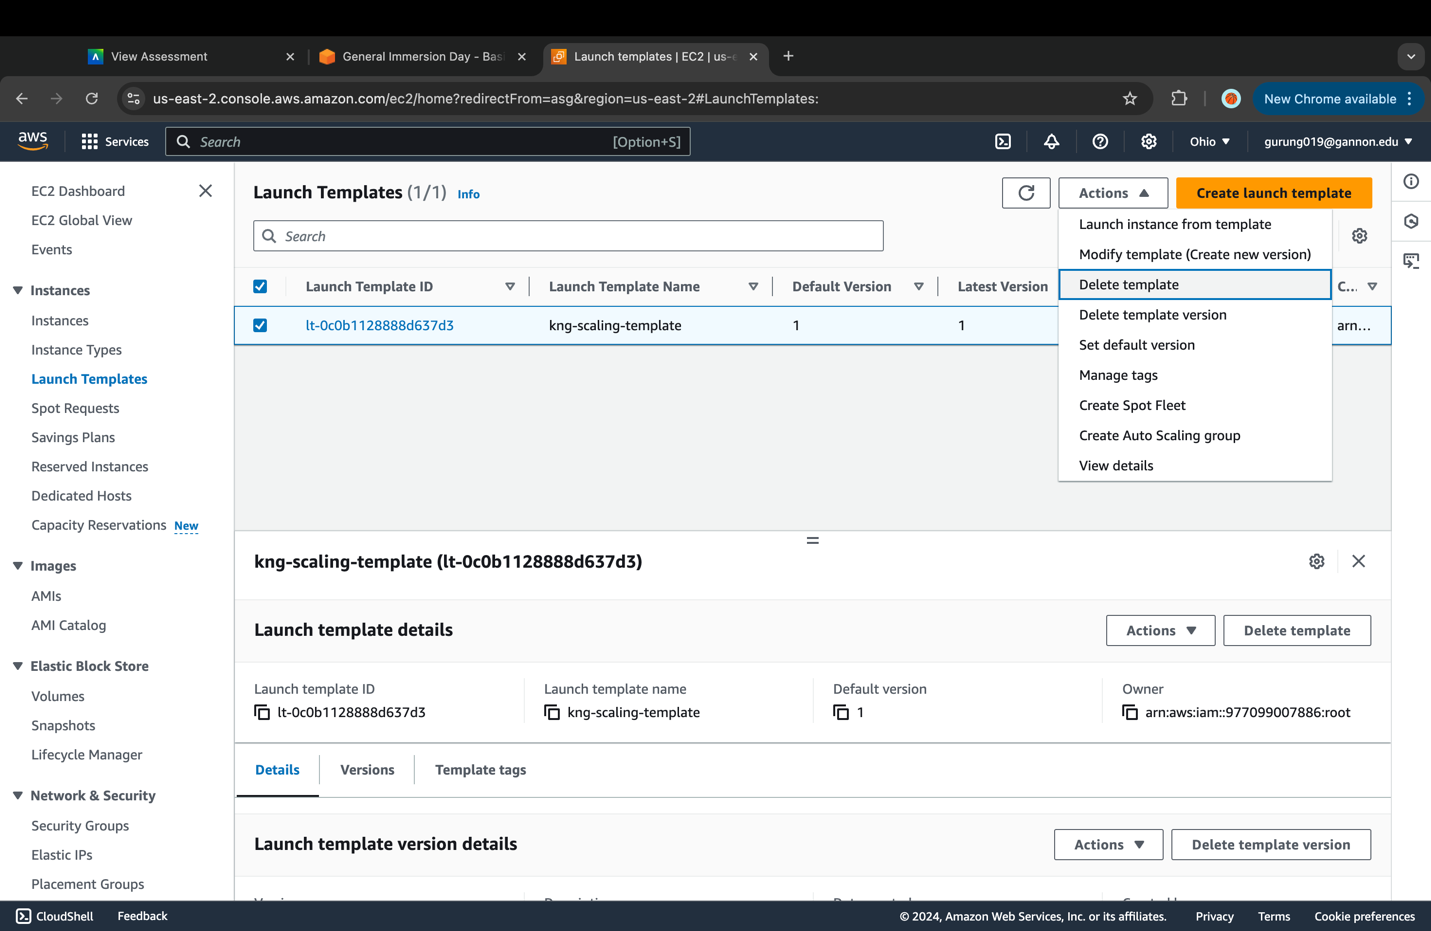 View Assessment
General Immersion Day - Bas
Launch templates | EC2 | us-e
us-east-2.console.aws.amazon.com/ec2/home?redirectFrom=asg&region=us-east-2#LaunchTemplates:
New Chrome available
aws
Services
Search
[Option+S]
Ohio
gurung019@gannon.edu
EC2 Dashboard
EC2 Global View
Events
Instances
Instances
Instance Types
Launch Templates
Spot Requests
Savings Plans
Reserved Instances
Dedicated Hosts
Capacity Reservations New
Images
AMIs
AMI Catalog
Elastic Block Store
Volumes
Snapshots
Lifecycle Manager
Network & Security
Security Groups
Elastic IPs
Placement Groups
Launch Templates (1/1) Info
Actions
Create launch template
Search
Launch instance from template
Modify template (Create new version)
Delete template
Delete template version
Set default version
Manage tags
Create Spot Fleet
Create Auto Scaling group
View details
Launch Template ID
Launch Template Name
Default Version
Latest Version
C...
lt-0c0b1128888d637d3
kng-scaling-template
1
1
arn...
kng-scaling-template (lt-0c0b1128888d637d3)
Launch template details
Actions
Delete template
Launch template ID
lt-0c0b1128888d637d3
Launch template name
kng-scaling-template
Default version
1
Owner
arn:aws:iam::977099007886:root
Details
Versions
Template tags
Launch template version details
Actions
Delete template version
CloudShell
Feedback
© 2024, Amazon Web Services, Inc. or its affiliates.
Privacy
Terms
Cookie preferences